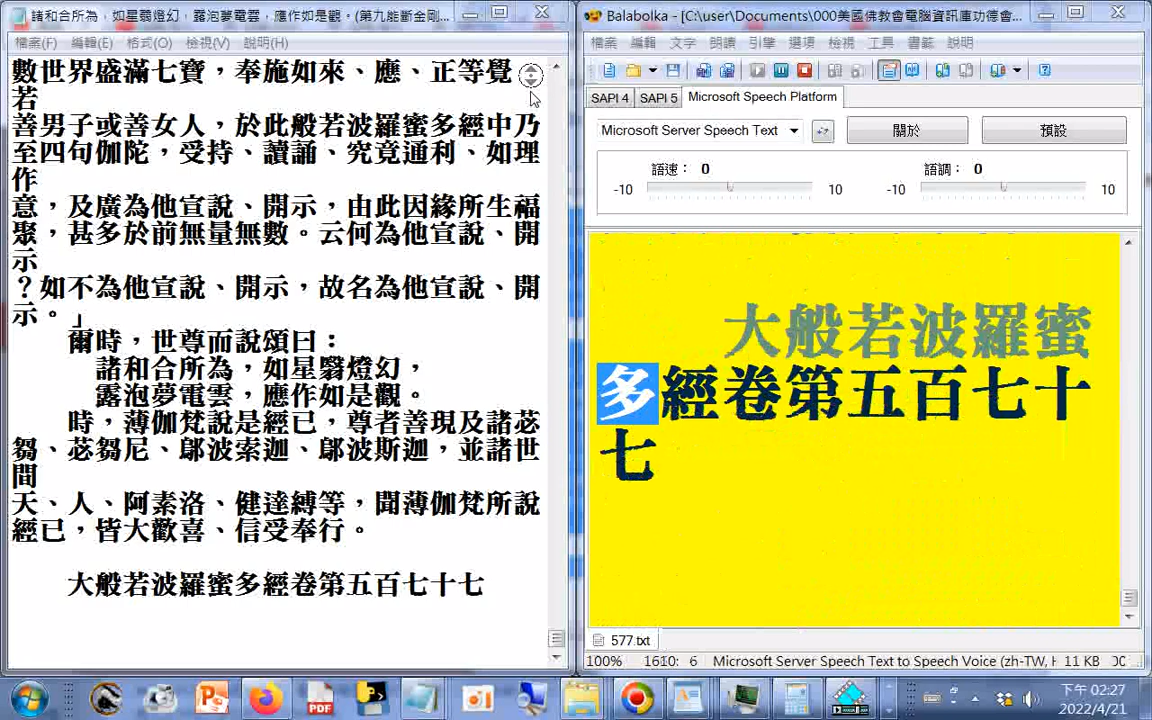 諸和合所為，如星翳燈幻，露泡夢電雲，應作如是觀。(第九能斷金剛...
檔案(F) 編輯(E) 格式(O) 檢視(V) 說明(H)
數世界盛滿七寶，奉施如來、應、正等覺
若
善男子或善女人，於此般若波羅蜜多經中乃
至四句伽陀，受持、讀誦、究竟通利、如理
作
意，及廣為他宣說、開示，由此因緣所生福
聚，甚多於前無量無數。云何為他宣說、開
示
？如不為他宣說、開示，故名為他宣說、開
示。」
爾時，世尊而說頌曰：
諸和合所為，如星翳燈幻，
露泡夢電雲，應作如是觀。
時，薄伽梵說是經已，尊者善現及諸苾
芻、苾芻尼、鄔波索迦、鄔波斯迦，並諸世
間
天、人、阿素洛、健達縛等，聞薄伽梵所說
經已，皆大歡喜、信受奉行。
大般若波羅蜜多經卷第五百七十七
Balabolka - [C:\user\Documents\000美國佛教會電腦資訊庫功德會...
檔案 編輯 文字 朗讀 引擎 選項 檢視 工具 書籤 說明
SAPI 4 SAPI 5 Microsoft Speech Platform
Microsoft Server Speech Text 關於 預設
語速： 0 語調： 0
-10 10 -10 10
大般若波羅蜜
多經卷第五百七十
七
577.txt
100% 1610: 6 Microsoft Server Speech Text to Speech Voice (zh-TW, 11 KB
下午 02:27
2022/4/21